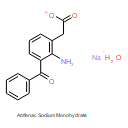 O⁻ O
NH₂
Na H₂O
O
Amfenac Sodium Monohydrate